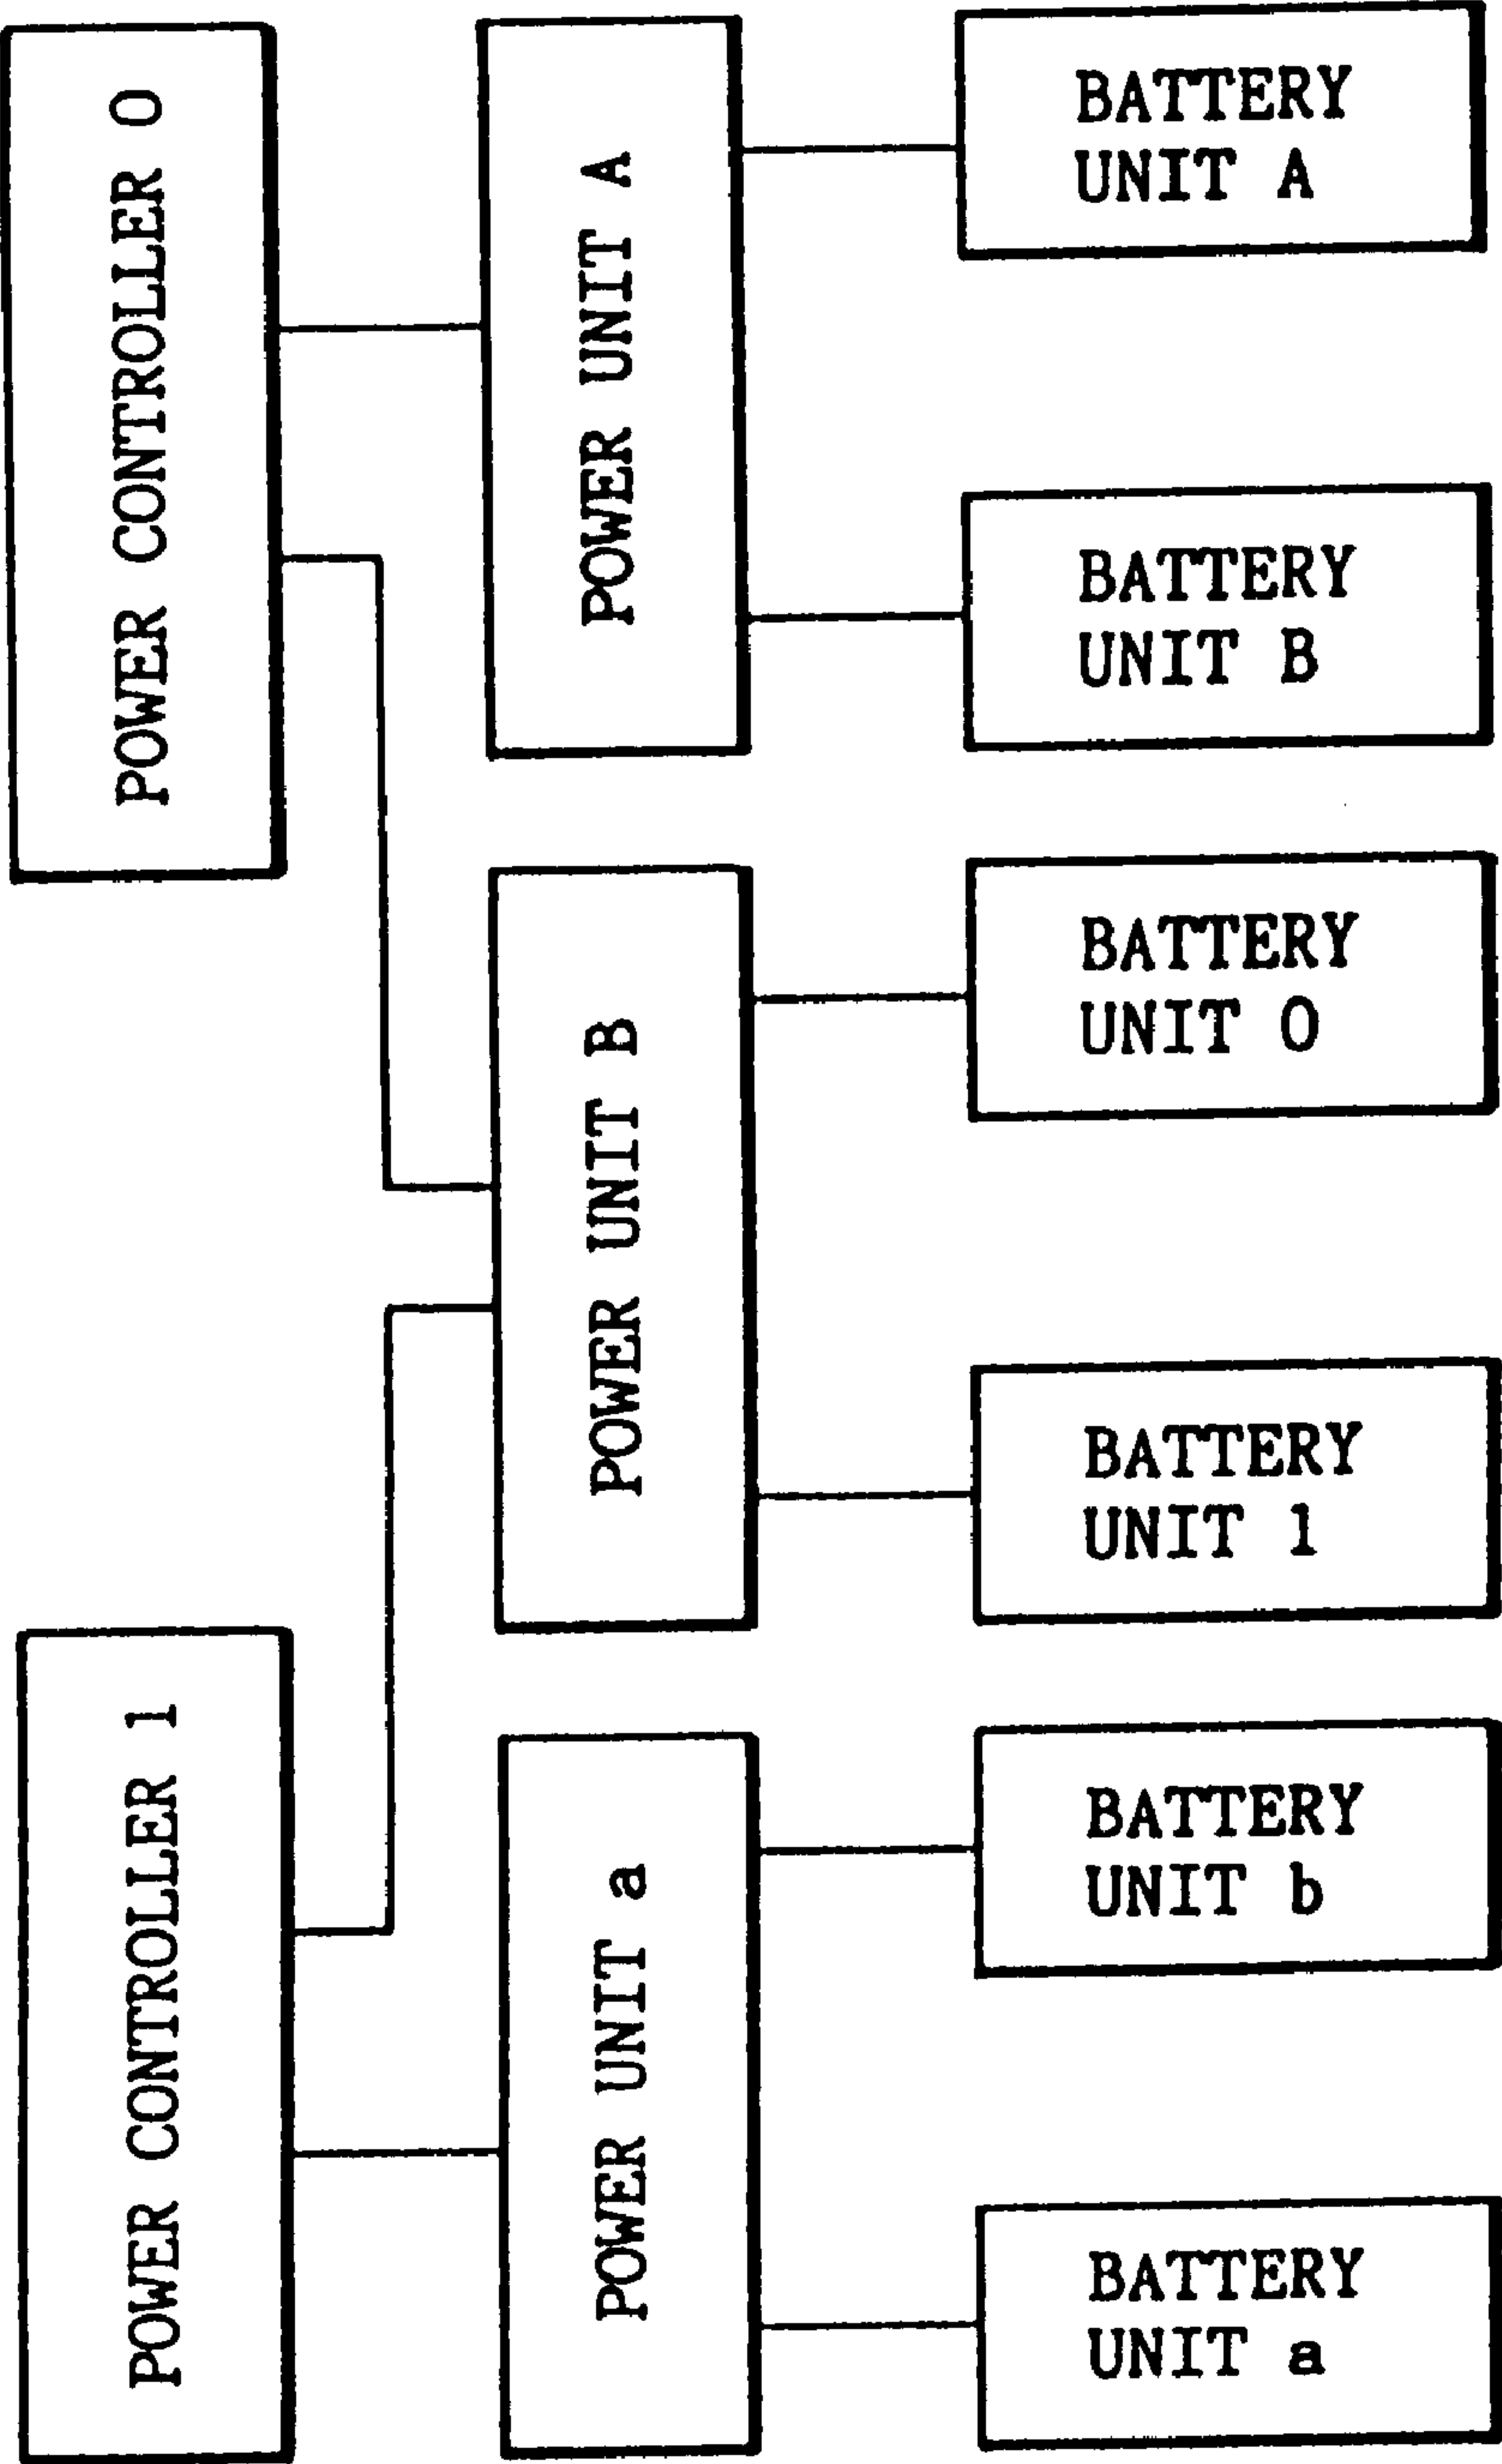 POWER CONTROLLER 0
POWER UNIT A
BATTERY
UNIT A
BATTERY
UNIT B
POWER UNIT B
BATTERY
UNIT 0
BATTERY
UNIT 1
POWER CONTROLLER 1
POWER UNIT a
BATTERY
UNIT b
BATTERY
UNIT a